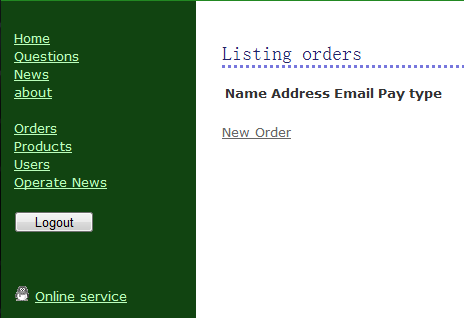 Home
Questions
News
about
Orders
Products
Users
Operate News
Logout
Online service
Listing orders
Name Address Email Pay type
New Order